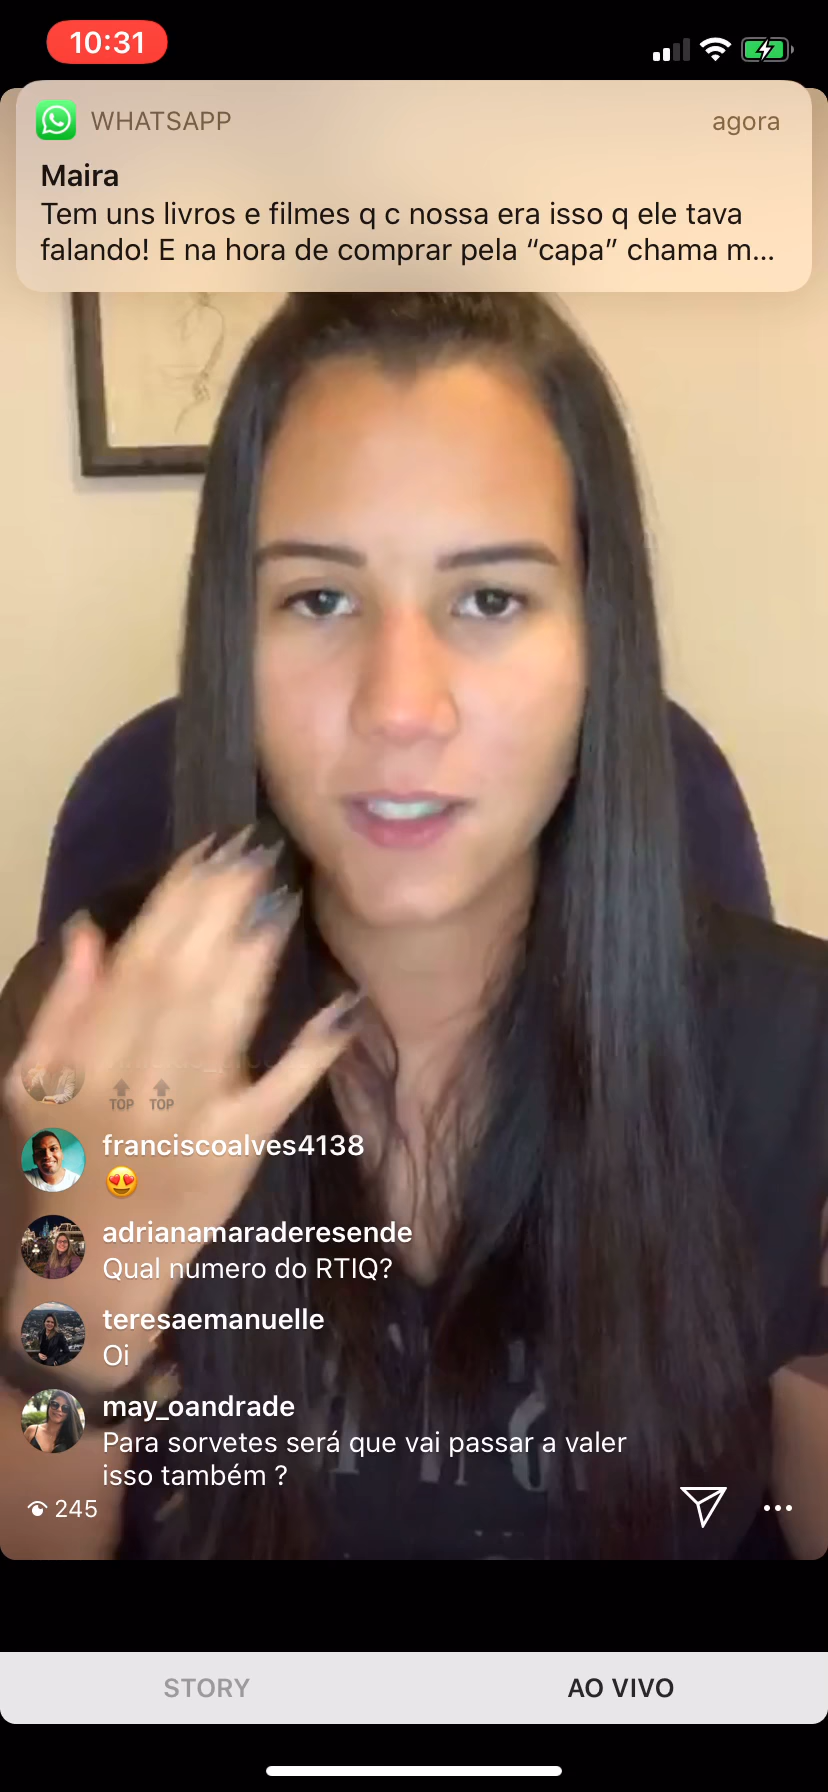 10:31
WHATSAPP
agora
Maira
Tem uns livros e filmes q c nossa era isso q ele tava
falando! E na hora de comprar pela “capa” chama m...
TOP TOP
franciscoalves4138
😍
adrianamaraderesende
Qual numero do RTIQ?
teresaemanuelle
Oi
may_oandrade
Para sorvetes será que vai passar a valer
isso também ?
245
STORY
AO VIVO